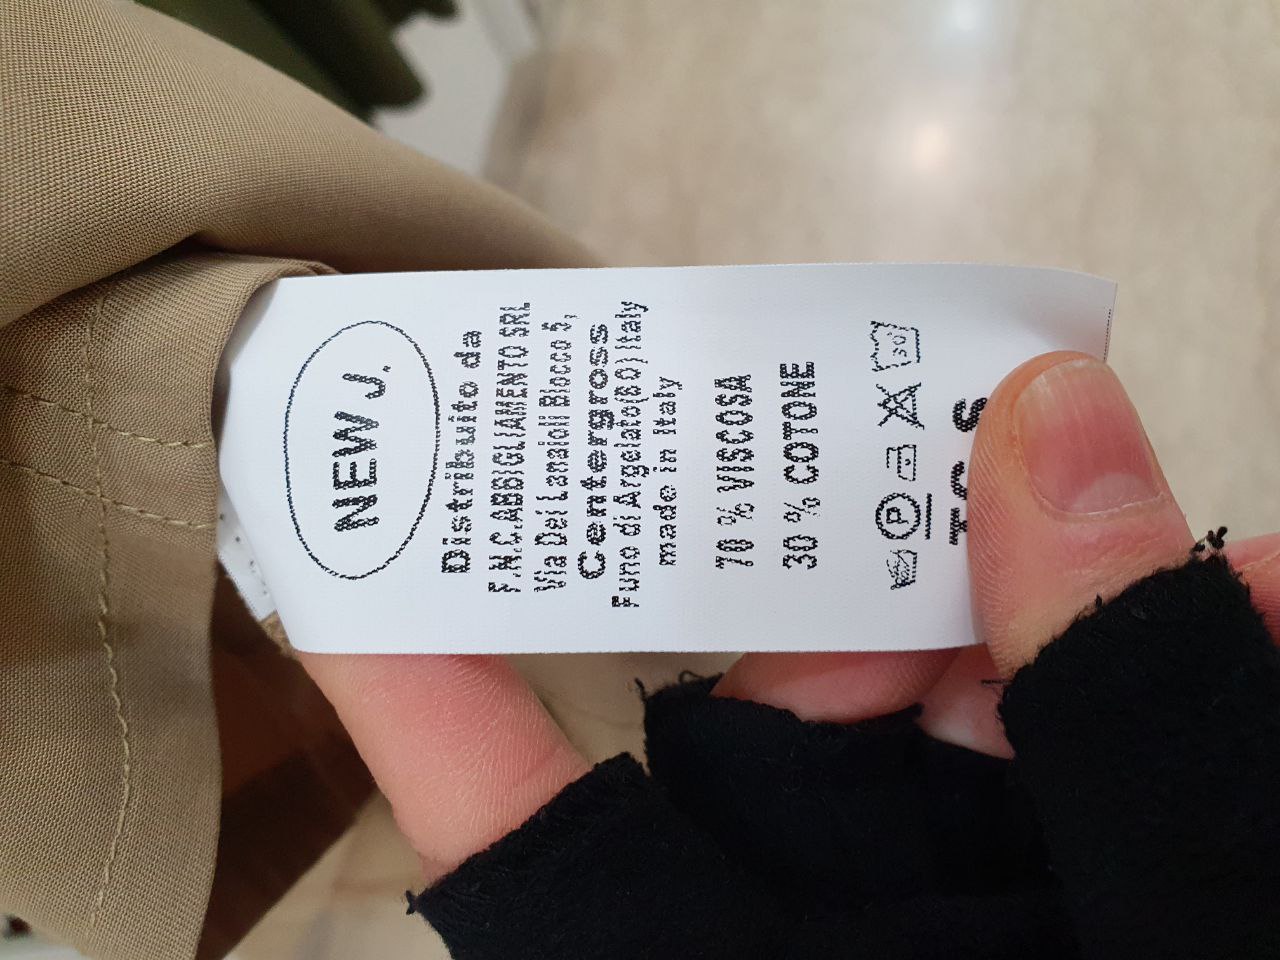 NEW J.
Distribuito da
F.N.C.ABBIGLIAMENTO SRL
Via Dei Lanaioli Blocco 5,
Centergross
Funo di Argelato(BO)Italy
made in Italy
70 % VISCOSA
30 % COTONE
P